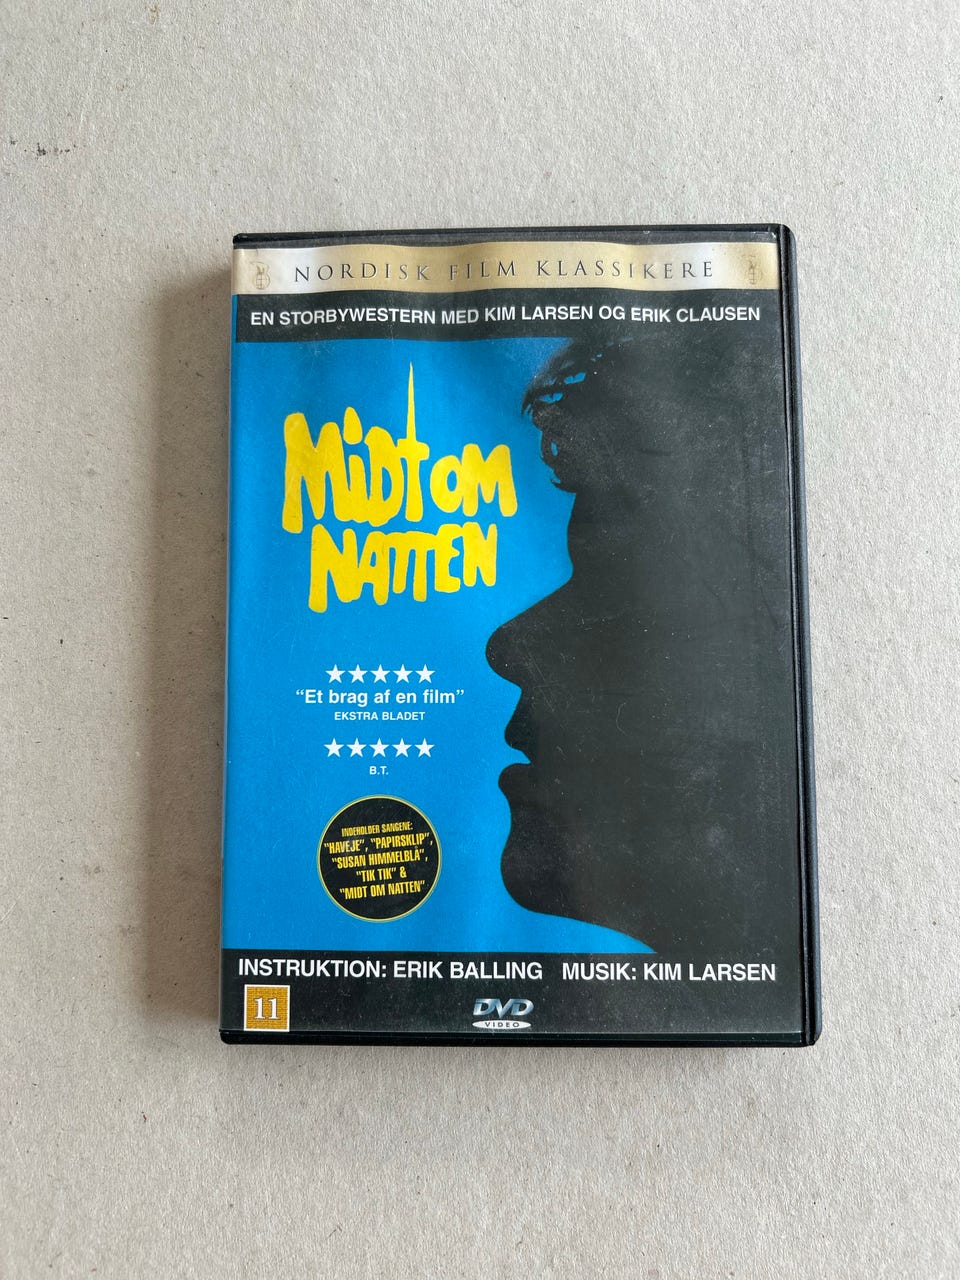 NORDISK FILM KLASSIKERE
EN STORBYWESTERN MED KIM LARSEN OG ERIK CLAUSEN
MiDT OM
NATTEN
“Et brag af en film”
EKSTRA BLADET
B.T.
INDEHOLDER SANGENE:
"HAVEJE", "PAPIRSKLIP",
"SUSAN HIMMELBLÅ",
"TIK TIK" &
"MIDT OM NATTEN"
INSTRUKTION: ERIK BALLING MUSIK: KIM LARSEN
11
DVD
VIDEO